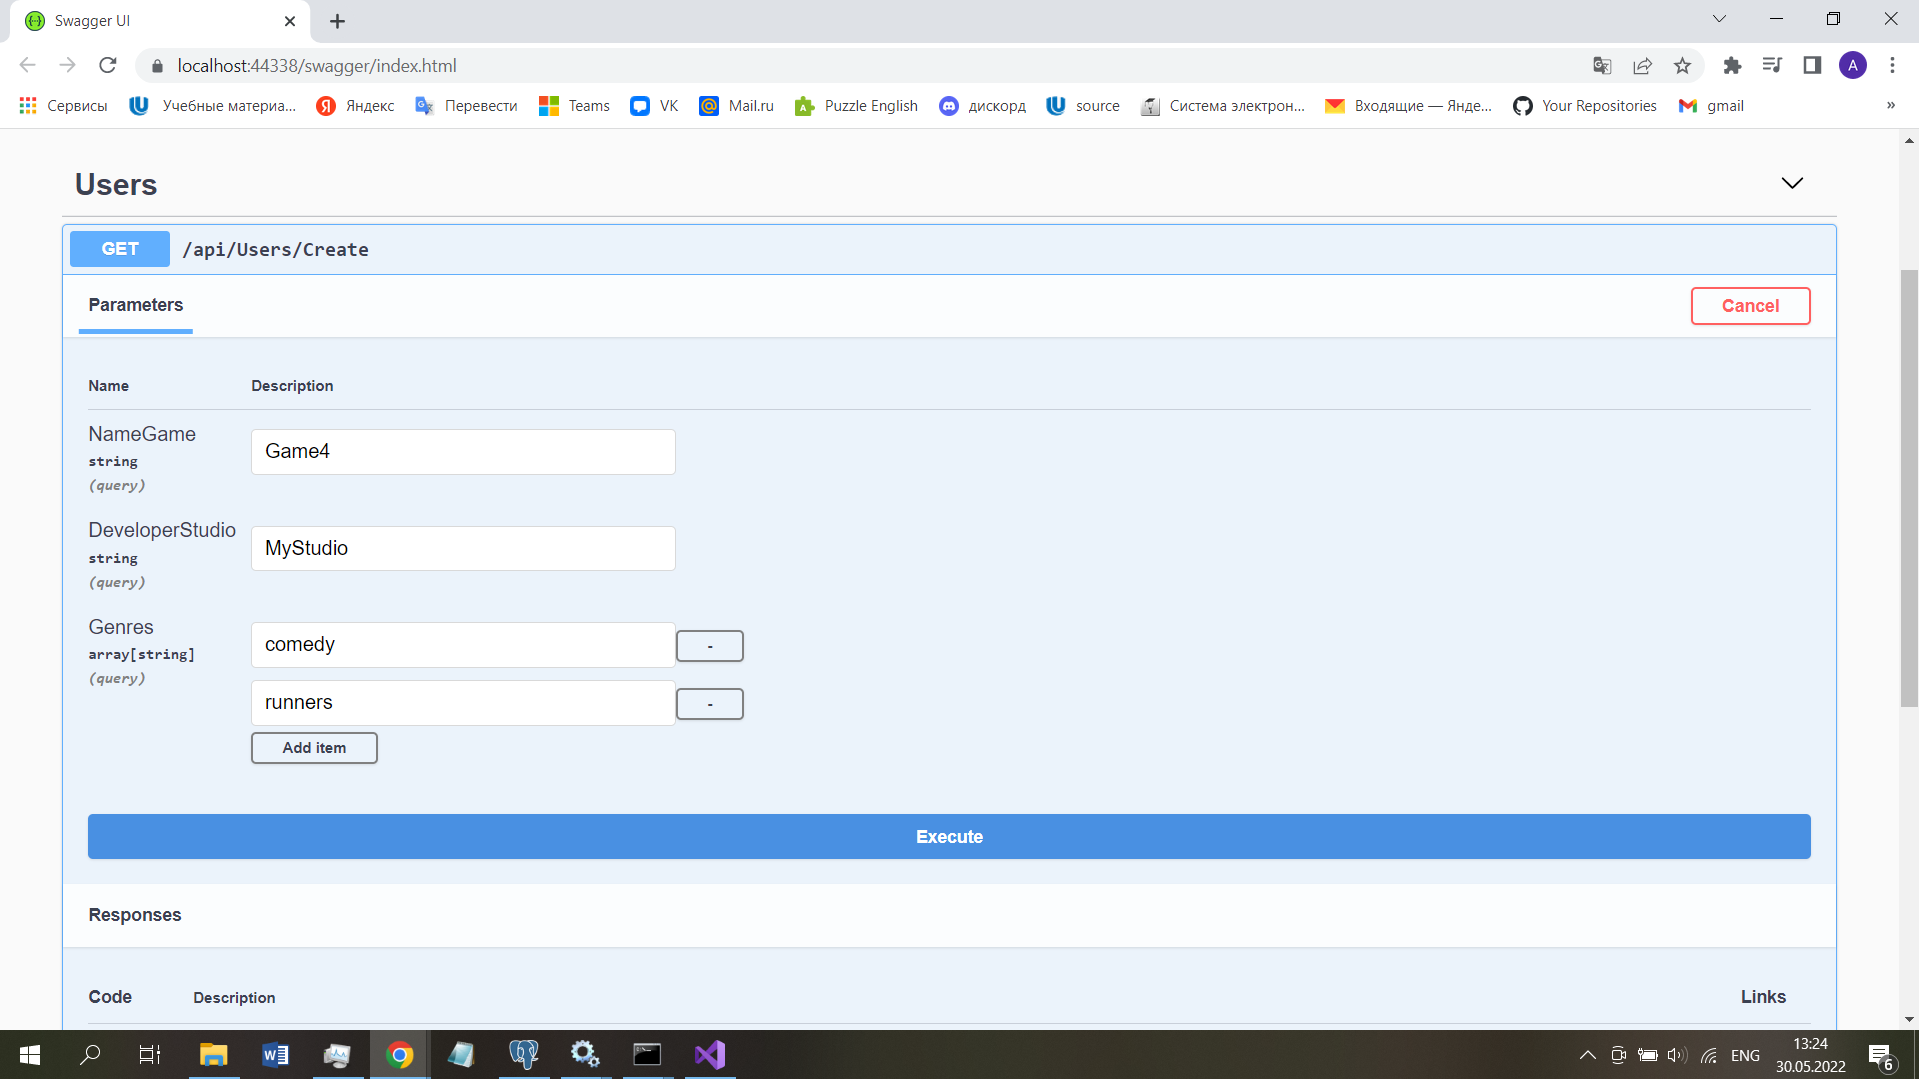 Swagger UI
localhost:44338/swagger/index.html
A
Сервисы
Учебные материа...
Яндекс
Перевести
Teams
VK
Mail.ru
Puzzle English
дискорд
source
Система электрон...
Входящие — Янде...
Your Repositories
gmail
»
Users
GET /api/Users/Create
Parameters
Cancel
Name Description
NameGame
string
(query)
Game4
DeveloperStudio
string
(query)
MyStudio
Genres
array[string]
(query)
comedy
-
runners
-
Add item
Execute
Responses
Code Description Links
ENG
13:24
30.05.2022
6